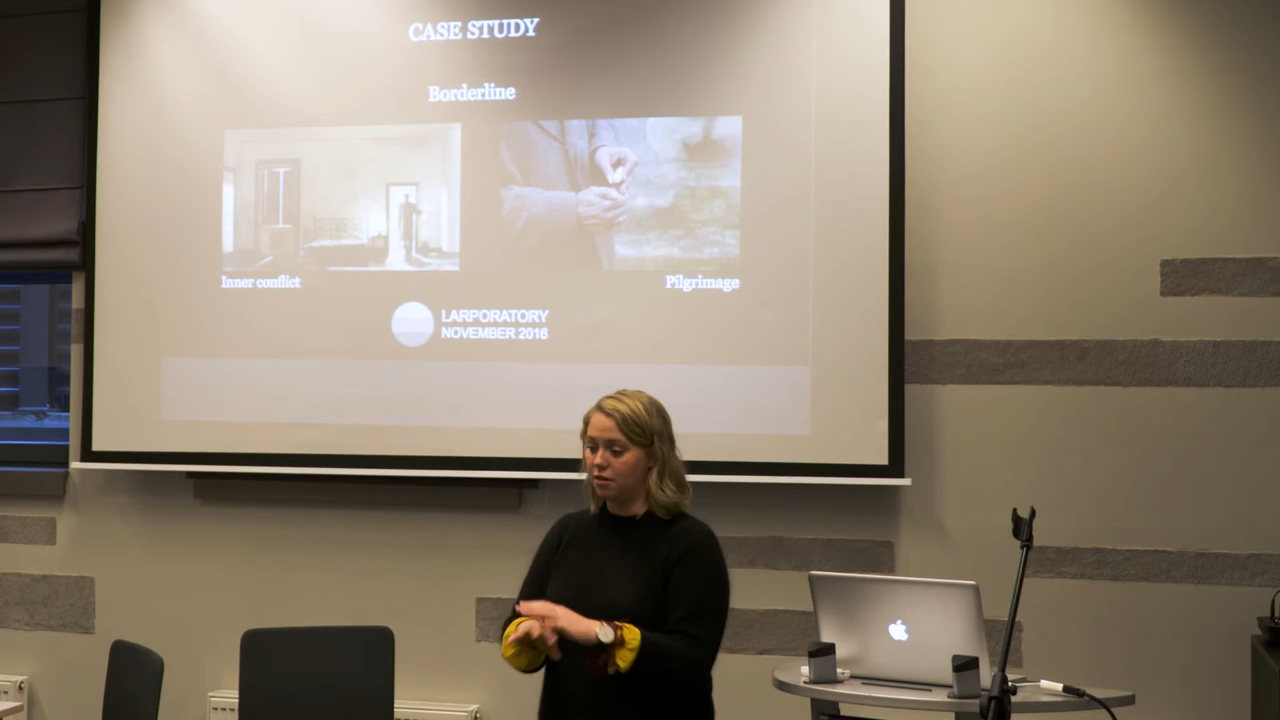 CASE STUDY
Borderline
Inner conflict
Pilgrimage
LARPORATORY
NOVEMBER 2016